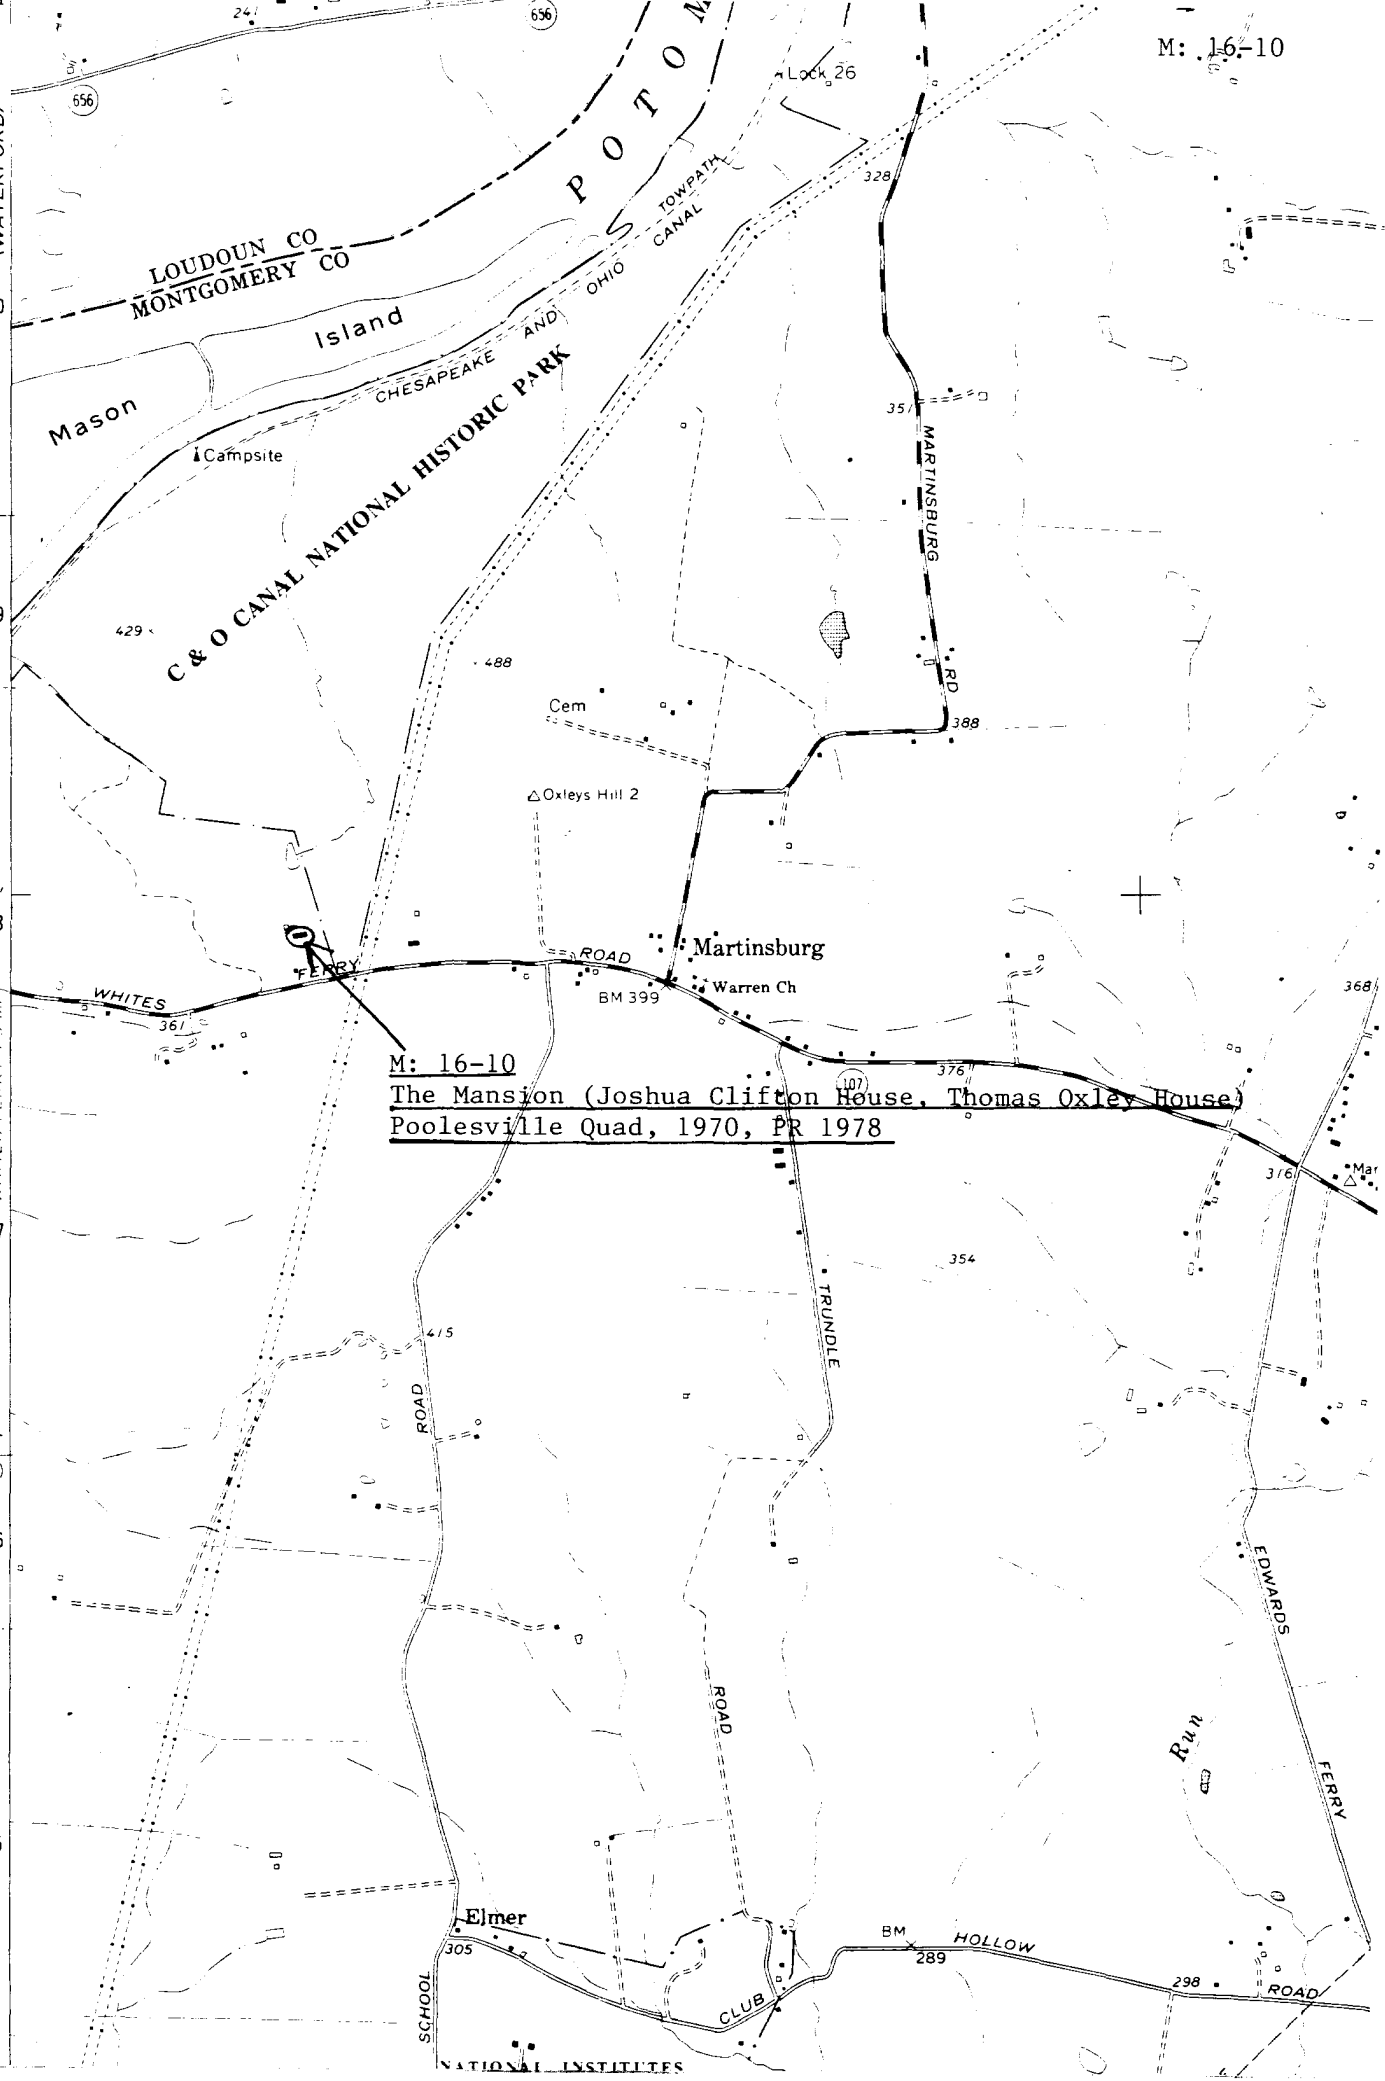 241
656
M: 16-10
656
Lock 26
POTOM
328
TOWPATH
CANAL
LOUDOUN CO
MONTGOMERY CO
OHIO
Island
AND
CHESAPEAKE
Mason
C & O CANAL NATIONAL HISTORIC PARK
351
Campsite
MARTINSBURG
429
488
RD
Cem
388
Oxleys Hill 2
Martinsburg
ROAD
FERRY
Warren Ch
WHITES
BM 399
368
361
M: 16-10
376
107
The Mansion (Joshua Clifton House, Thomas Oxley House)
Poolesville Quad, 1970, PR 1978
316
354
TRUNDLE
415
ROAD
EDWARDS
ROAD
Run
FERRY
Elmer
305
BM
289
HOLLOW
298
ROAD
CLUB
SCHOOL
NATIONAL INSTITUTES